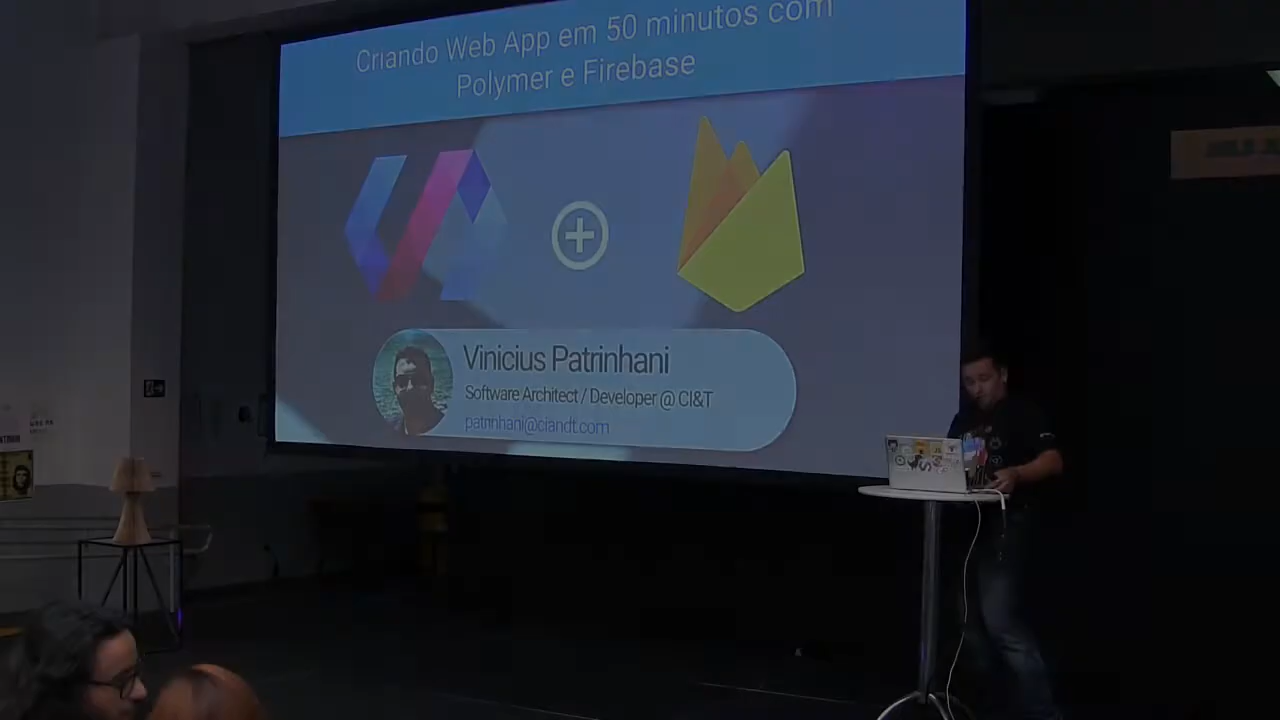 Criando Web App em 50 minutos com
Polymer e Firebase
Vinicius Patrinhani
Software Architect / Developer @ CI&T
patrinhani@ciandt.com